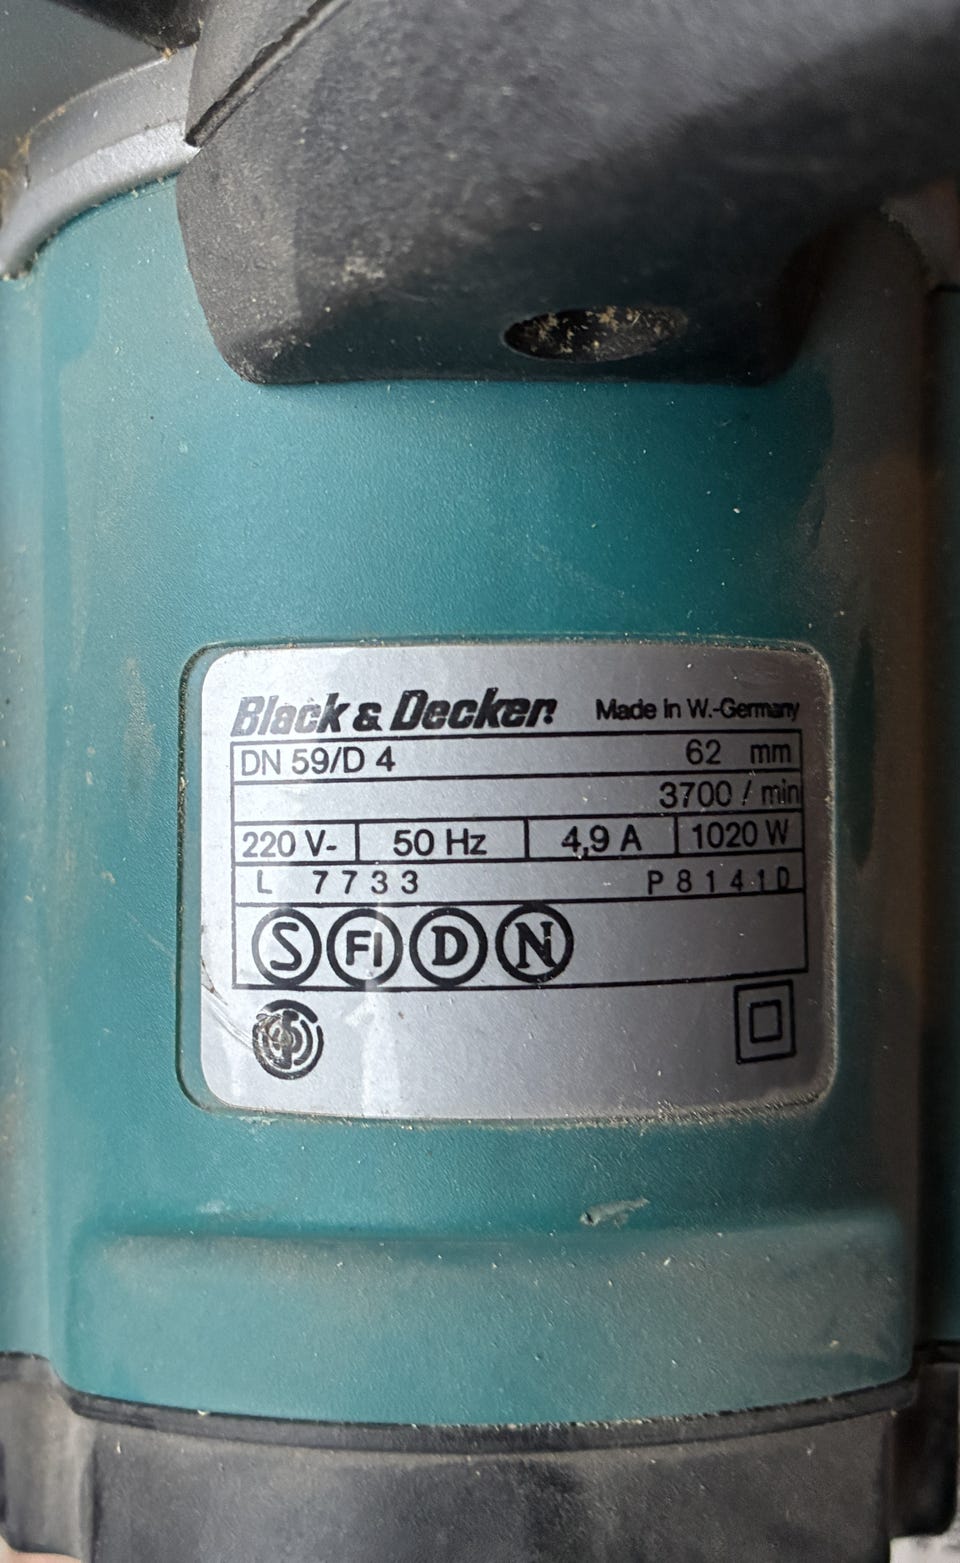 Black & Decker. Made in W.-Germany
DN 59/D 4 62 mm
3700 / min
220 V~ 50 Hz 4,9 A 1020 W
L 7733 P81410
S FI D N